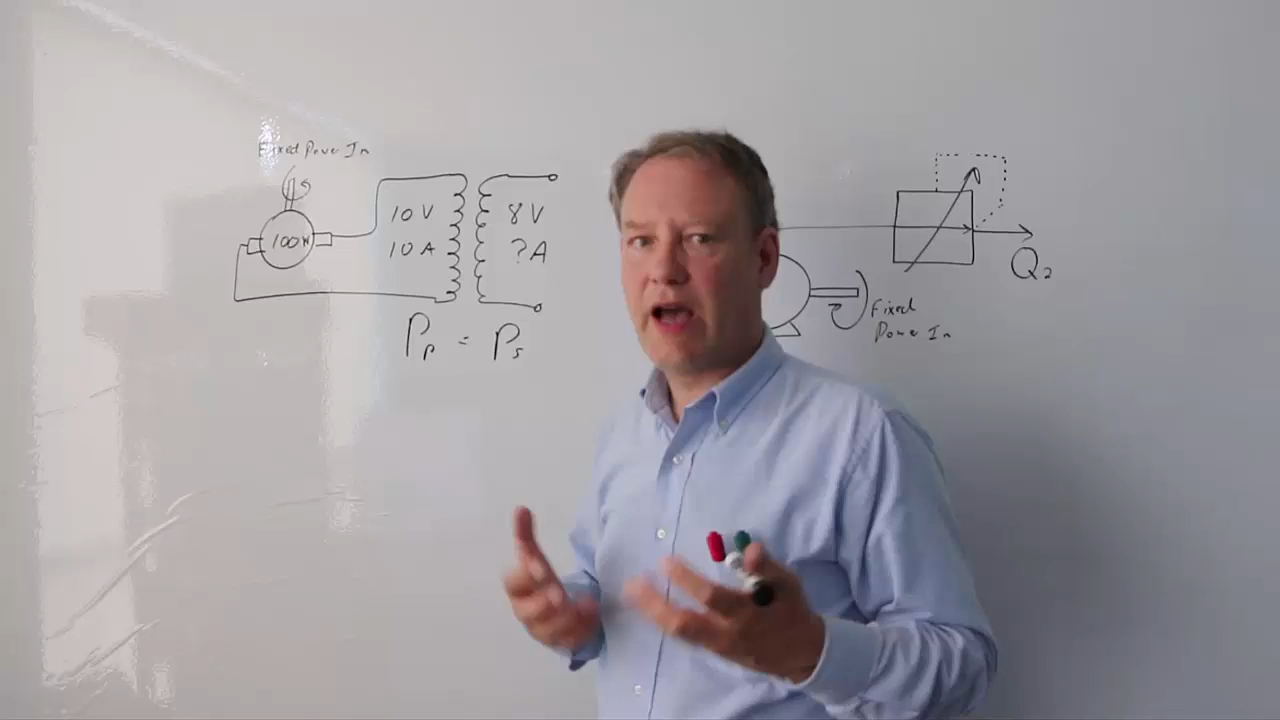 Fixed Power In
100W
10V
10A
8V
?A
Pp = Ps
Q2
Fixed
Power In